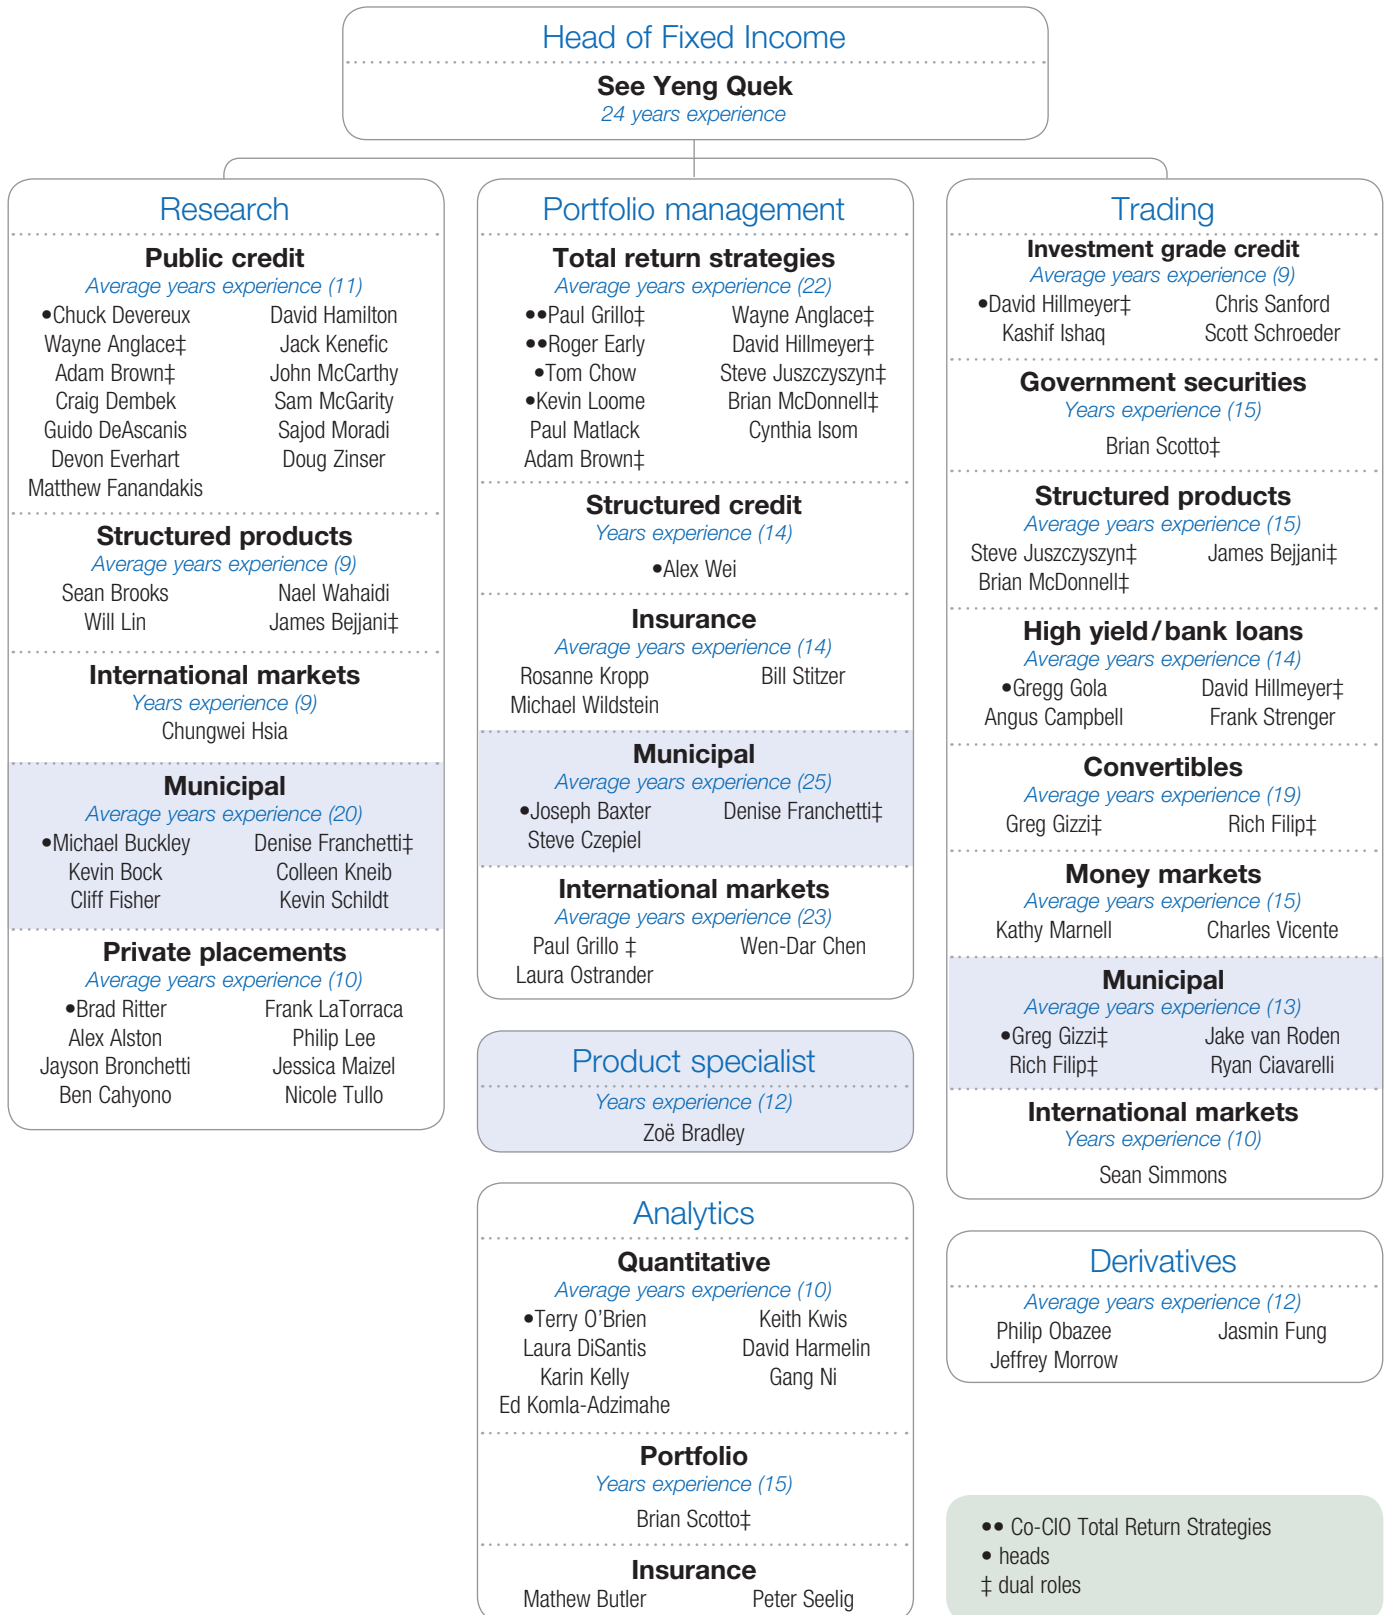 Head of Fixed Income
See Yeng Quek
24 years experience
Research
Public credit
Average years experience (11)
•Chuck Devereux David Hamilton
Wayne Anglace‡ Jack Kenefic
Adam Brown‡ John McCarthy
Craig Dembek Sam McGarity
Guido DeAscanis Sajod Moradi
Devon Everhart Doug Zinser
Matthew Fanandakis
Structured products
Average years experience (9)
Sean Brooks Nael Wahaidi
Will Lin James Bejjani‡
International markets
Years experience (9)
Chungwei Hsia
Municipal
Average years experience (20)
•Michael Buckley Denise Franchetti‡
Kevin Bock Colleen Kneib
Cliff Fisher Kevin Schildt
Private placements
Average years experience (10)
•Brad Ritter Frank LaTorraca
Alex Alston Philip Lee
Jayson Bronchetti Jessica Maizel
Ben Cahyono Nicole Tullo
Portfolio management
Total return strategies
Average years experience (22)
••Paul Grillo‡ Wayne Anglace‡
••Roger Early David Hillmeyer‡
•Tom Chow Steve Juszczyszyn‡
•Kevin Loome Brian McDonnell‡
Paul Matlack Cynthia Isom
Adam Brown‡
Structured credit
Years experience (14)
•Alex Wei
Insurance
Average years experience (14)
Rosanne Kropp Bill Stitzer
Michael Wildstein
Municipal
Average years experience (25)
•Joseph Baxter Denise Franchetti‡
Steve Czepiel
International markets
Average years experience (23)
Paul Grillo ‡ Wen-Dar Chen
Laura Ostrander
Product specialist
Years experience (12)
Zoë Bradley
Analytics
Quantitative
Average years experience (10)
•Terry O’Brien Keith Kwis
Laura DiSantis David Harmelin
Karin Kelly Gang Ni
Ed Komla-Adzimahe
Portfolio
Years experience (15)
Brian Scotto‡
Insurance
Mathew Butler Peter Seelig
Trading
Investment grade credit
Average years experience (9)
•David Hillmeyer‡ Chris Sanford
Kashif Ishaq Scott Schroeder
Government securities
Years experience (15)
Brian Scotto‡
Structured products
Average years experience (15)
Steve Juszczyszyn‡ James Bejjani‡
Brian McDonnell‡
High yield/bank loans
Average years experience (14)
•Gregg Gola David Hillmeyer‡
Angus Campbell Frank Strenger
Convertibles
Average years experience (19)
Greg Gizzi‡ Rich Filip‡
Money markets
Average years experience (15)
Kathy Marnell Charles Vicente
Municipal
Average years experience (13)
•Greg Gizzi‡ Jake van Roden
Rich Filip‡ Ryan Ciavarelli
International markets
Years experience (10)
Sean Simmons
Derivatives
Average years experience (12)
Philip Obazee Jasmin Fung
Jeffrey Morrow
•• Co-CIO Total Return Strategies
• heads
‡ dual roles